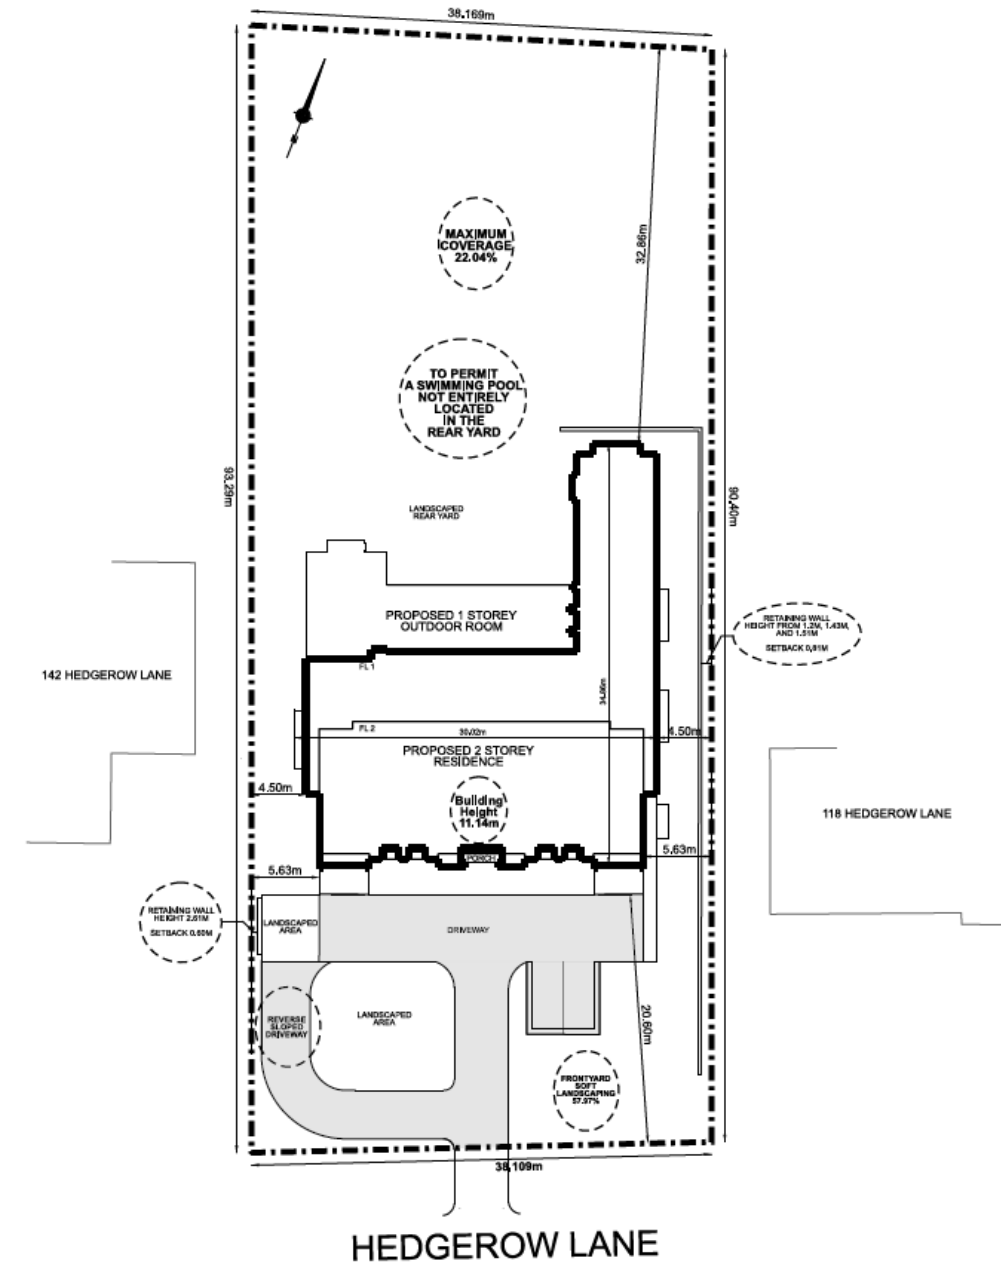 38.169m
MAXIMUM
COVERAGE
22.04%
32.86m
TO PERMIT
A SWIMMING POOL
NOT ENTIRELY
LOCATED
IN THE
REAR YARD
93.29m
90.40m
LANDSCAPED
REAR YARD
PROPOSED 1 STOREY
OUTDOOR ROOM
RETAINING WALL
HEIGHT FROM 1.2M, 1.43M,
AND 1.51M
SETBACK 0.81M
142 HEDGEROW LANE
FL 1
34.86m
FL 2
30.02m
4.50m
PROPOSED 2 STOREY
RESIDENCE
4.50m
Building
Height
11.14m
118 HEDGEROW LANE
PORCH
5.63m
5.63m
RETAINING WALL
HEIGHT 2.61M
SETBACK 0.60M
LANDSCAPED
AREA
DRIVEWAY
REVERSE
SLOPED
DRIVEWAY
LANDSCAPED
AREA
20.60m
FRONTYARD
SOFT
LANDSCAPING
57.97%
38.109m
HEDGEROW LANE